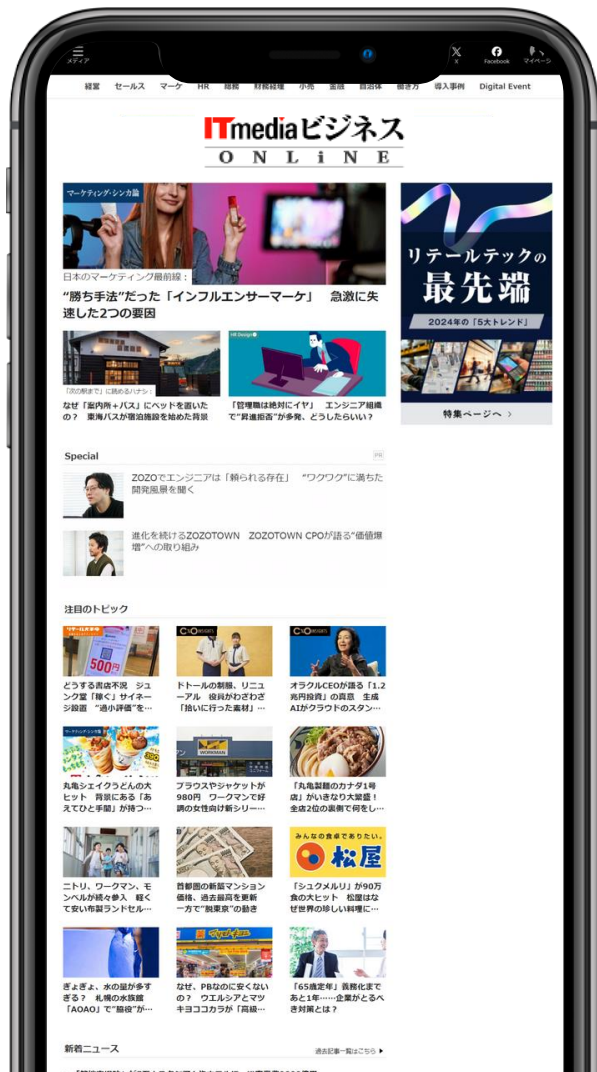 メディア
X
Facebook
マイページ
経営 セールス マーケ HR 総務 財務経理 小売 金融 自治体 働き方 導入事例 Digital Event
ITmediaビジネス
ONLiNE
マーケティング・シンカ論
日本のマーケティング最前線：
“勝ち手法”だった「インフルエンサーマーケ」　急激に失
速した2つの要因
「次の駅まで」に読めるハナシ：
なぜ「案内所＋バス」にベッドを置いた
の？　東海バスが宿泊施設を始めた背景
HR Design
「管理職は絶対にイヤ」　エンジニア組織
で“昇進拒否”が多発、どうしたらいい？
リテールテックの
最先端
2024年の「5大トレンド」
特集ページへ
Special
PR
ZOZOでエンジニアは「頼られる存在」　“ワクワク”に満ちた
開発風景を聞く
進化を続けるZOZOTOWN　ZOZOTOWN CPOが語る“価値爆
増”への取り組み
注目のトピック
リテール大革命
500円
どうする書店不況　ジュ
ンク堂「稼ぐ」サイネー
ジ設置　“過小評価”を…
CxO INSIGHTS
ドトールの制服、リニュ
ーアル　役員がわざわざ
「拾いに行った素材」…
CxO INSIGHTS
オラクルCEOが語る「1.2
兆円投資」の真意　生成
AIがクラウドのスタン…
マーケティング・シンカ論
390
丸亀シェイクうどんの大
ヒット　背景にある「あ
えてひと手間」が持つ…
WORKMAN
ブラウスやジャケットが
980円　ワークマンで好
調の女性向け新シリー…
「丸亀製麺のカナダ1号
店」がいきなり大繁盛！
全店2位の裏側で何をし…
ニトリ、ワークマン、モ
ンベルが続々参入　軽く
て安い布製ランドセル…
首都圏の新築マンション
価格、過去最高を更新
一方で“脱東京”の動き
みんなの食卓でありたい。
松屋
「シュクメルリ」が90万
食の大ヒット　松屋はな
ぜ世界の珍しい料理に…
ぎょぎょ、水の量が多す
ぎる？　札幌の水族館
「AOAO」で“脇役”が…
なぜ、PBなのに安くない
の？　ウエルシアとマツ
キヨココカラが「高級…
「65歳定年」義務化まで
あと1年……企業がとるべ
き対策とは？
新着ニュース
過去記事一覧はこちら